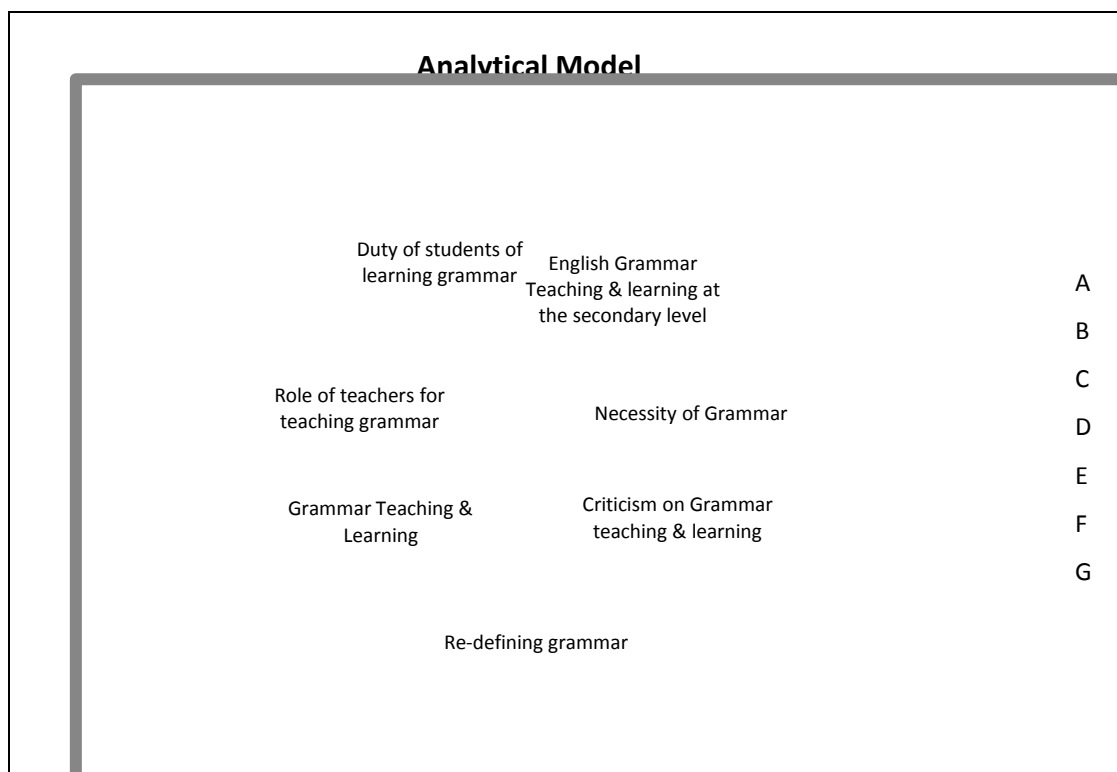 Analytical Model
Duty of students of
learning grammar
English Grammar
Teaching & learning at
the secondary level
Role of teachers for
teaching grammar
Necessity of Grammar
Grammar Teaching &
Learning
Criticism on Grammar
teaching & learning
Re-defining grammar
A
B
C
D
E
F
G